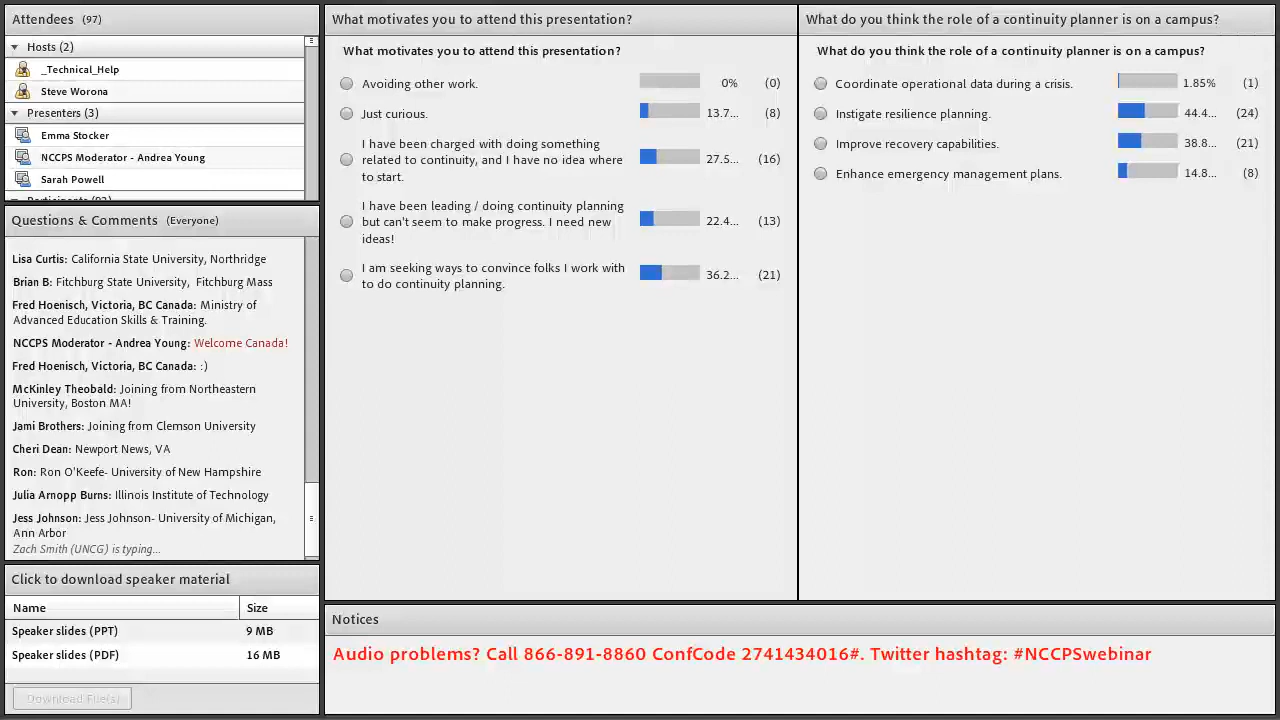 Attendees (97)
Hosts (2)
_Technical_Help
Steve Worona
Presenters (3)
Emma Stocker
NCCPS Moderator - Andrea Young
Sarah Powell
Questions & Comments (Everyone)
Lisa Curtis: California State University, Northridge
Brian B: Fitchburg State University, Fitchburg Mass
Fred Hoenisch, Victoria, BC Canada: Ministry of
Advanced Education Skills & Training.
NCCPS Moderator - Andrea Young: Welcome Canada!
Fred Hoenisch, Victoria, BC Canada: :)
McKinley Theobald: Joining from Northeastern
University, Boston MA!
Jami Brothers: Joining from Clemson University
Cheri Dean: Newport News, VA
Ron: Ron O'Keefe- University of New Hampshire
Julia Arnopp Burns: Illinois Institute of Technology
Jess Johnson: Jess Johnson- University of Michigan,
Ann Arbor
Zach Smith (UNCG) is typing...
Click to download speaker material
Name Size
Speaker slides (PPT) 9 MB
Speaker slides (PDF) 16 MB
Download File(s)
What motivates you to attend this presentation?
What motivates you to attend this presentation?
Avoiding other work. 0% (0)
Just curious. 13.7... (8)
I have been charged with doing something
related to continuity, and I have no idea where 27.5... (16)
to start.
I have been leading / doing continuity planning
but can't seem to make progress. I need new 22.4... (13)
ideas!
I am seeking ways to convince folks I work with 36.2... (21)
to do continuity planning.
What do you think the role of a continuity planner is on a campus?
What do you think the role of a continuity planner is on a campus?
Coordinate operational data during a crisis. 1.85% (1)
Instigate resilience planning. 44.4... (24)
Improve recovery capabilities. 38.8... (21)
Enhance emergency management plans. 14.8... (8)
Notices
Audio problems? Call 866-891-8860 ConfCode 2741434016#. Twitter hashtag: #NCCPSwebinar